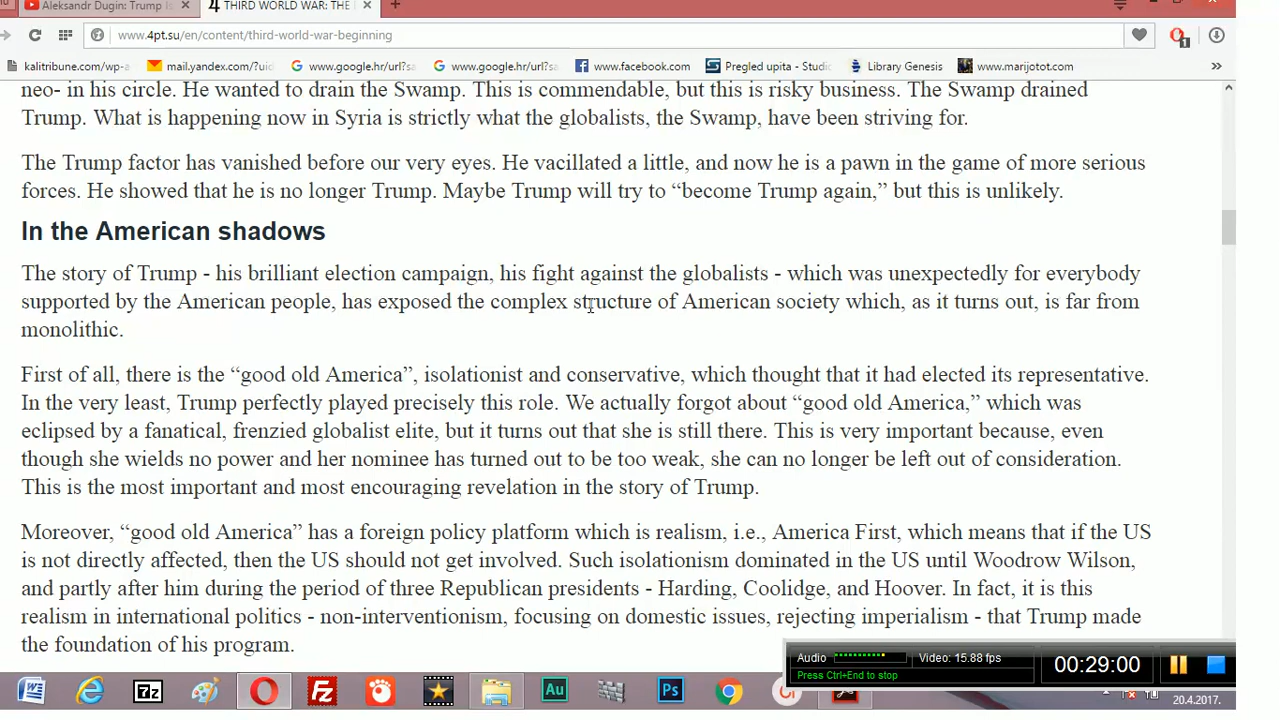 Aleksandr Dugin: Trump is
THIRD WORLD WAR: THE
www.4pt.su/en/content/third-world-war-beginning
1
kalitribune.com/wp-a
mail.yandex.com/?uid
www.google.hr/url?sa
www.google.hr/url?sa
www.facebook.com
Pregled upita - Studi
Library Genesis
www.marijotot.com
neo- in his circle. He wanted to drain the Swamp. This is commendable, but this is risky business. The Swamp drained
Trump. What is happening now in Syria is strictly what the globalists, the Swamp, have been striving for.
The Trump factor has vanished before our very eyes. He vacillated a little, and now he is a pawn in the game of more serious
forces. He showed that he is no longer Trump. Maybe Trump will try to “become Trump again,” but this is unlikely.
In the American shadows
The story of Trump - his brilliant election campaign, his fight against the globalists - which was unexpectedly for everybody
supported by the American people, has exposed the complex structure of American society which, as it turns out, is far from
monolithic.
First of all, there is the “good old America”, isolationist and conservative, which thought that it had elected its representative.
In the very least, Trump perfectly played precisely this role. We actually forgot about “good old America,” which was
eclipsed by a fanatical, frenzied globalist elite, but it turns out that she is still there. This is very important because, even
though she wields no power and her nominee has turned out to be too weak, she can no longer be left out of consideration.
This is the most important and most encouraging revelation in the story of Trump.
Moreover, “good old America” has a foreign policy platform which is realism, i.e., America First, which means that if the US
is not directly affected, then the US should not get involved. Such isolationism dominated in the US until Woodrow Wilson,
and partly after him during the period of three Republican presidents - Harding, Coolidge, and Hoover. In fact, it is this
realism in international politics - non-interventionism, focusing on domestic issues, rejecting imperialism - that Trump made
the foundation of his program.
Audio
Video: 15.88 fps
Press Ctrl+End to stop
00:29:00
7z
Au
Ps
20.4.2017.